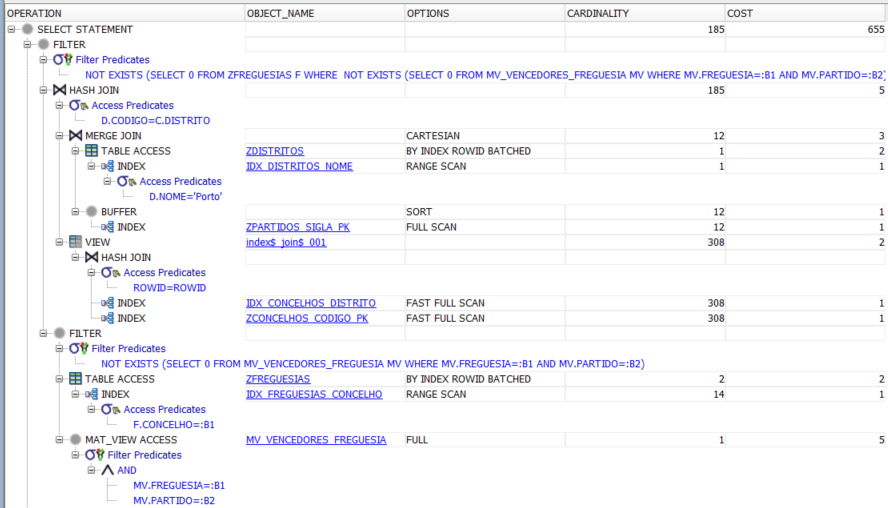 OPERATION OBJECT_NAME OPTIONS CARDINALITY COST
SELECT STATEMENT 185 655
FILTER
Filter Predicates
NOT EXISTS (SELECT 0 FROM ZFREGUESIAS F WHERE NOT EXISTS (SELECT 0 FROM MV_VENCEDORES_FREGUESIA MV WHERE MV.FREGUESIA=:B1 AND MV.PARTIDO=:B2)
HASH JOIN 185 5
Access Predicates
D.CODIGO=C.DISTRITO
MERGE JOIN CARTESIAN 12 3
TABLE ACCESS ZDISTRITOS BY INDEX ROWID BATCHED 1 2
INDEX IDX_DISTRITOS_NOME RANGE SCAN 1 1
Access Predicates
D.NOME='Porto'
BUFFER SORT 12 1
INDEX ZPARTIDOS_SIGLA_PK FULL SCAN 12 1
VIEW index$_join$_001 308 2
HASH JOIN
Access Predicates
ROWID=ROWID
INDEX IDX_CONCELHOS_DISTRITO FAST FULL SCAN 308 1
INDEX ZCONCELHOS_CODIGO_PK FAST FULL SCAN 308 1
FILTER
Filter Predicates
NOT EXISTS (SELECT 0 FROM MV_VENCEDORES_FREGUESIA MV WHERE MV.FREGUESIA=:B1 AND MV.PARTIDO=:B2)
TABLE ACCESS ZFREGUESIAS BY INDEX ROWID BATCHED 2 2
INDEX IDX_FREGUESIAS_CONCELHO RANGE SCAN 14 1
Access Predicates
F.CONCELHO=:B1
MAT_VIEW ACCESS MV_VENCEDORES_FREGUESIA FULL 1 5
Filter Predicates
AND
MV.FREGUESIA=:B1
MV.PARTIDO=:B2